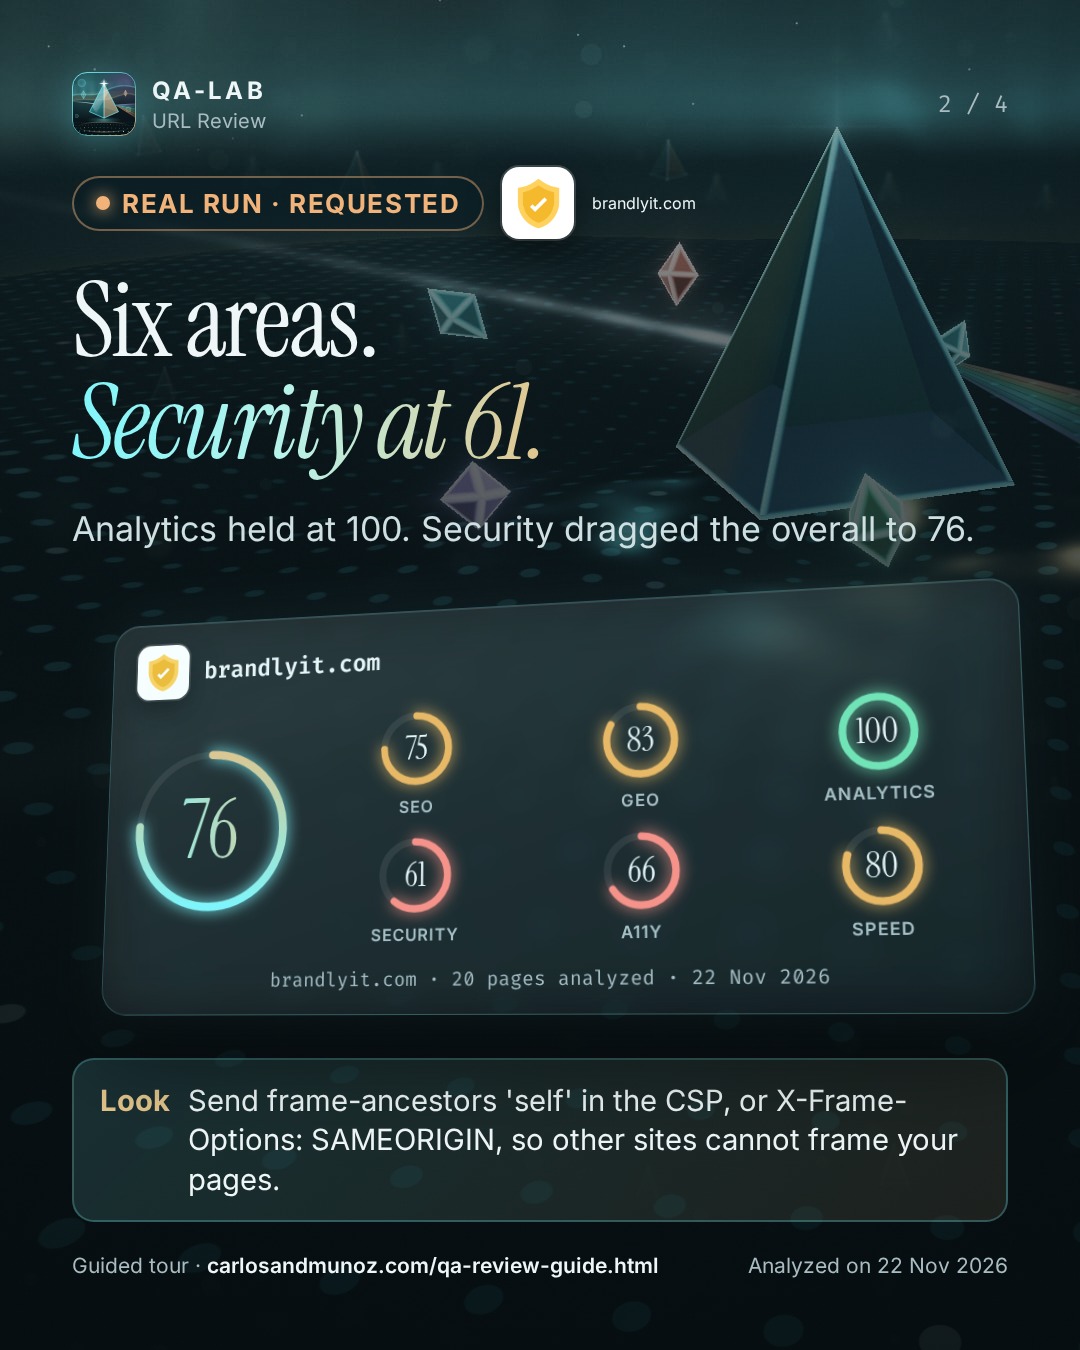 QA-LAB
URL Review
2 / 4
REAL RUN · REQUESTED
brandlyit.com
Six areas.
Security at 61.
Analytics held at 100. Security dragged the overall to 76.
brandlyit.com
76
75
SEO
83
GEO
100
ANALYTICS
61
SECURITY
66
A11Y
80
SPEED
brandlyit.com · 20 pages analyzed · 22 Nov 2026
Look Send frame-ancestors 'self' in the CSP, or X-Frame-
Options: SAMEORIGIN, so other sites cannot frame your
pages.
Guided tour · carlosandmunoz.com/qa-review-guide.html
Analyzed on 22 Nov 2026